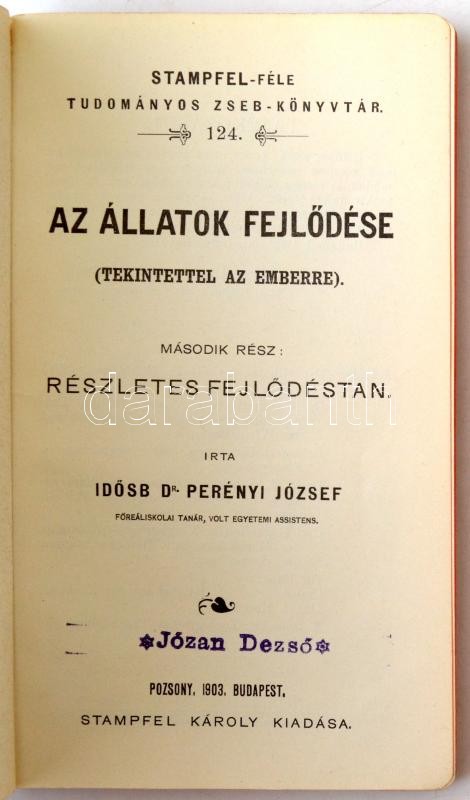 STAMPFEL-FÉLE
TUDOMÁNYOS ZSEB-KÖNYVTÁR.
124.
AZ ÁLLATOK FEJLŐDÉSE
(TEKINTETTEL AZ EMBERRE).
MÁSODIK RÉSZ:
RÉSZLETES FEJLŐDÉSTAN.
darabanth
IRTA
IDŐSB DR. PERÉNYI JÓZSEF
FŐREÁLISKOLAI TANÁR, VOLT EGYETEMI ASSISTENS.
Józan Dezső
POZSONY, 1903, BUDAPEST.
STAMPFEL KÁROLY KIADÁSA.